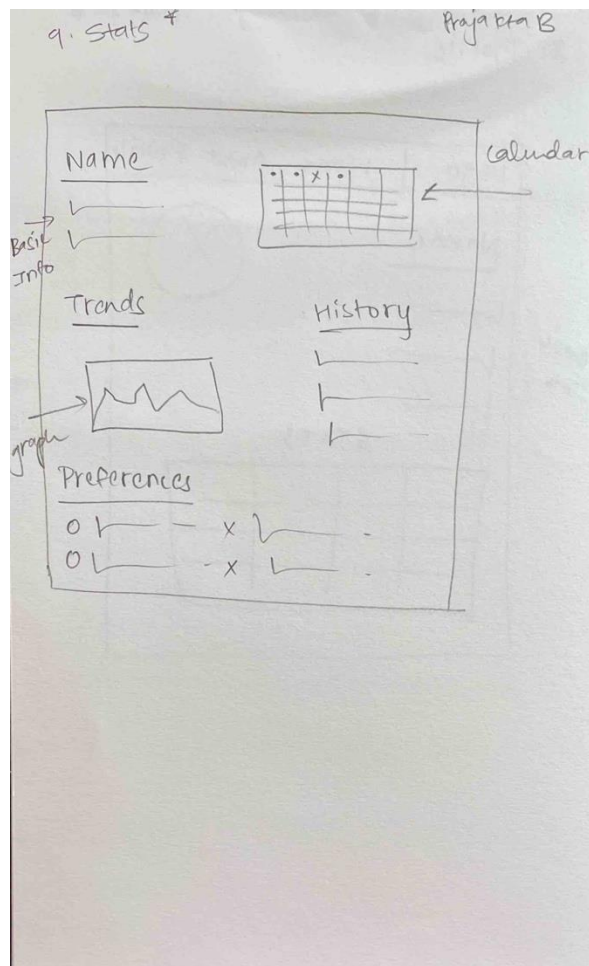 9. Stats *
Prajakta B
Name
Calendar
Basic
Info
Trends
History
graph
Preferences